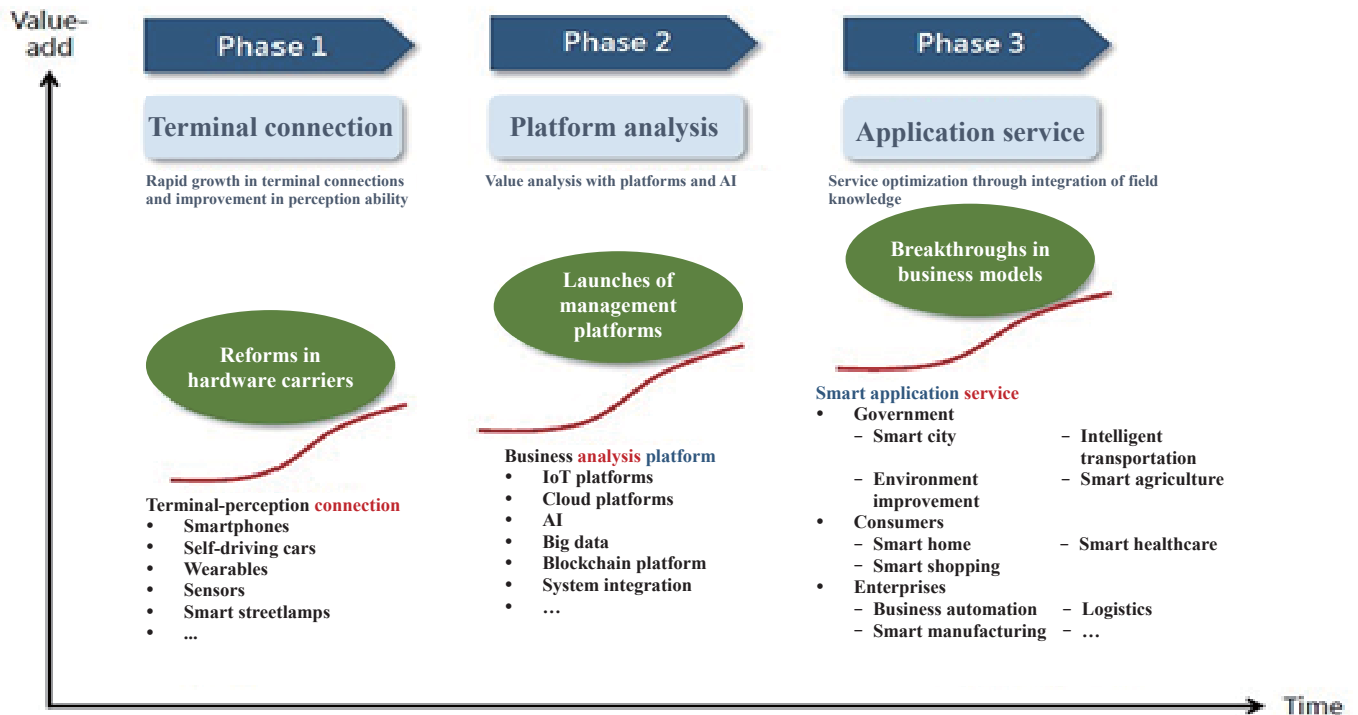 Value-
add
Phase 1
Phase 2
Phase 3
Terminal connection
Platform analysis
Application service
Rapid growth in terminal connections
and improvement in perception ability
Value analysis with platforms and AI
Service optimization through integration of field
knowledge
Reforms in
hardware carriers
Launches of
management
platforms
Breakthroughs in
business models
Terminal-perception connection
• Smartphones
• Self-driving cars
• Wearables
• Sensors
• Smart streetlamps
• ...
Business analysis platform
• IoT platforms
• Cloud platforms
• AI
• Big data
• Blockchain platform
• System integration
• …
Smart application service
• Government
– Smart city
– Intelligent
transportation
– Environment
improvement
– Smart agriculture
• Consumers
– Smart home
– Smart healthcare
– Smart shopping
• Enterprises
– Business automation
– Logistics
– Smart manufacturing
– …
Time